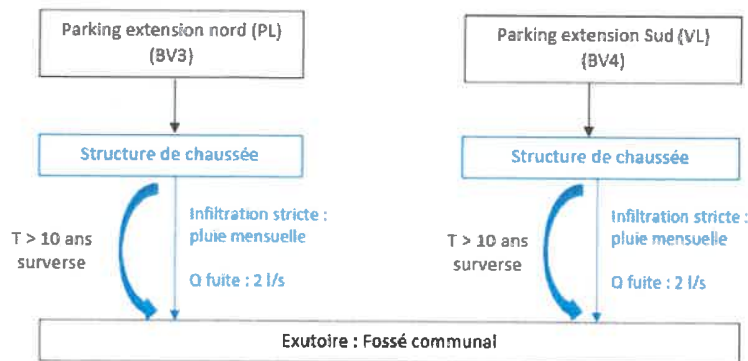 Parking extension nord (PL)
(BV3)
Parking extension Sud (VL)
(BV4)
Structure de chaussée
Structure de chaussée
T > 10 ans
surverse
Infiltration stricte :
pluie mensuelle
Q fuite : 2 l/s
T > 10 ans
surverse
Infiltration stricte :
pluie mensuelle
Q fuite : 2 l/s
Exutoire : Fossé communal